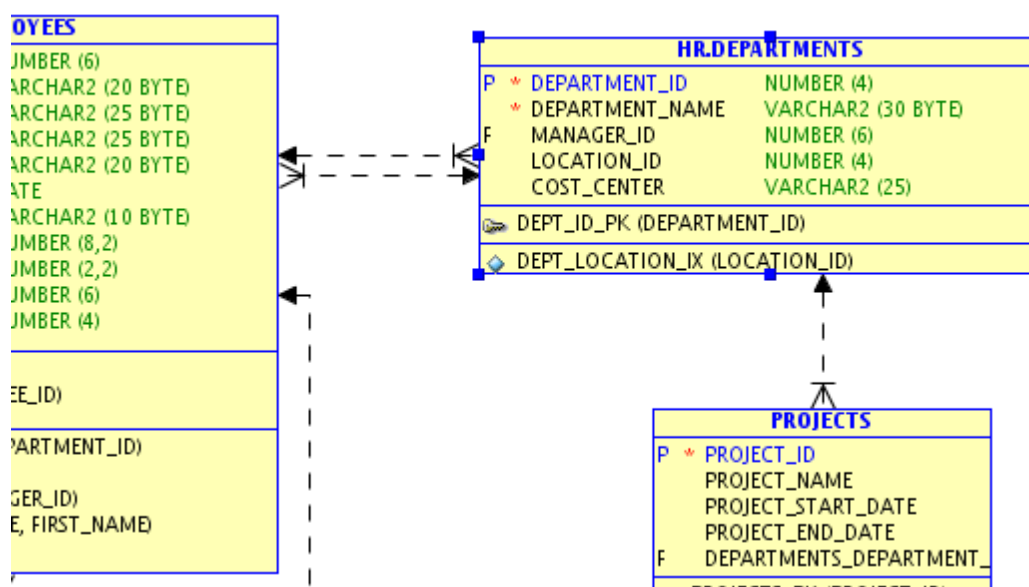 OYEES
UMBER (6)
ARCHAR2 (20 BYTE)
ARCHAR2 (25 BYTE)
ARCHAR2 (25 BYTE)
ARCHAR2 (20 BYTE)
ATE
ARCHAR2 (10 BYTE)
UMBER (8,2)
UMBER (2,2)
UMBER (6)
UMBER (4)
EE_ID)
PARTMENT_ID)
GER_ID)
E, FIRST_NAME)
HR.DEPARTMENTS
P * DEPARTMENT_ID NUMBER (4)
* DEPARTMENT_NAME VARCHAR2 (30 BYTE)
F MANAGER_ID NUMBER (6)
LOCATION_ID NUMBER (4)
COST_CENTER VARCHAR2 (25)
DEPT_ID_PK (DEPARTMENT_ID)
DEPT_LOCATION_IX (LOCATION_ID)
PROJECTS
P * PROJECT_ID
PROJECT_NAME
PROJECT_START_DATE
PROJECT_END_DATE
F DEPARTMENTS_DEPARTMENT_
PROJECTS_PK (PROJECT_ID)